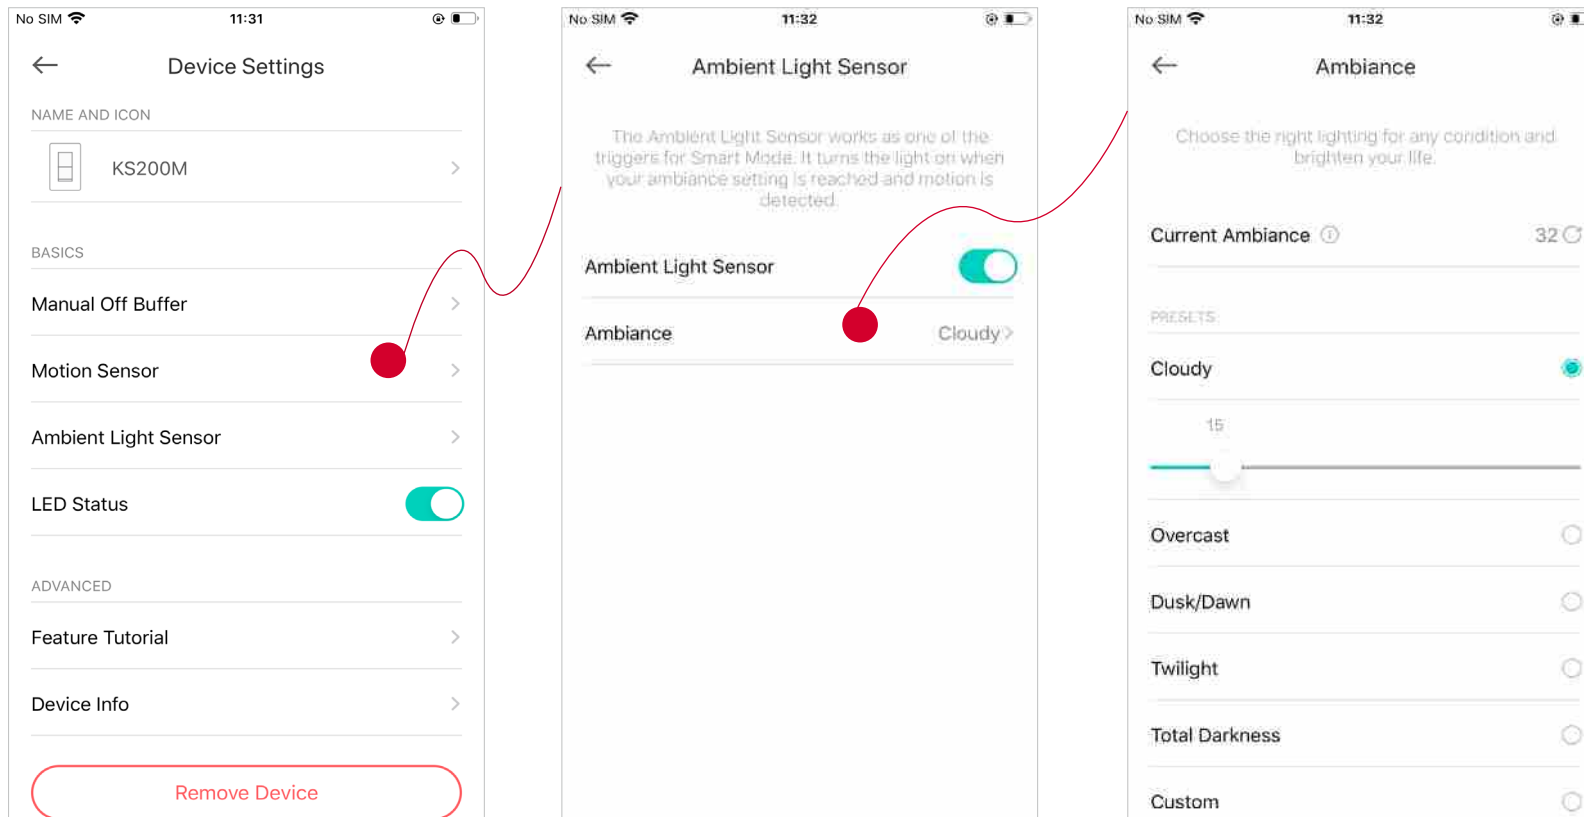 No SIM
11:31
Device Settings
NAME AND ICON
KS200M
BASICS
Manual Off Buffer
Motion Sensor
Ambient Light Sensor
LED Status
ADVANCED
Feature Tutorial
Device Info
Remove Device
No SIM
11:32
Ambient Light Sensor
The Ambient Light Sensor works as one of the
triggers for Smart Mode. It turns the light on when
your ambiance setting is reached and motion is
detected.
Ambient Light Sensor
Ambiance
Cloudy
No SIM
11:32
Ambiance
Choose the right lighting for any condition and
brighten your life.
Current Ambiance
32
PRESETS
Cloudy
15
Overcast
Dusk/Dawn
Twilight
Total Darkness
Custom